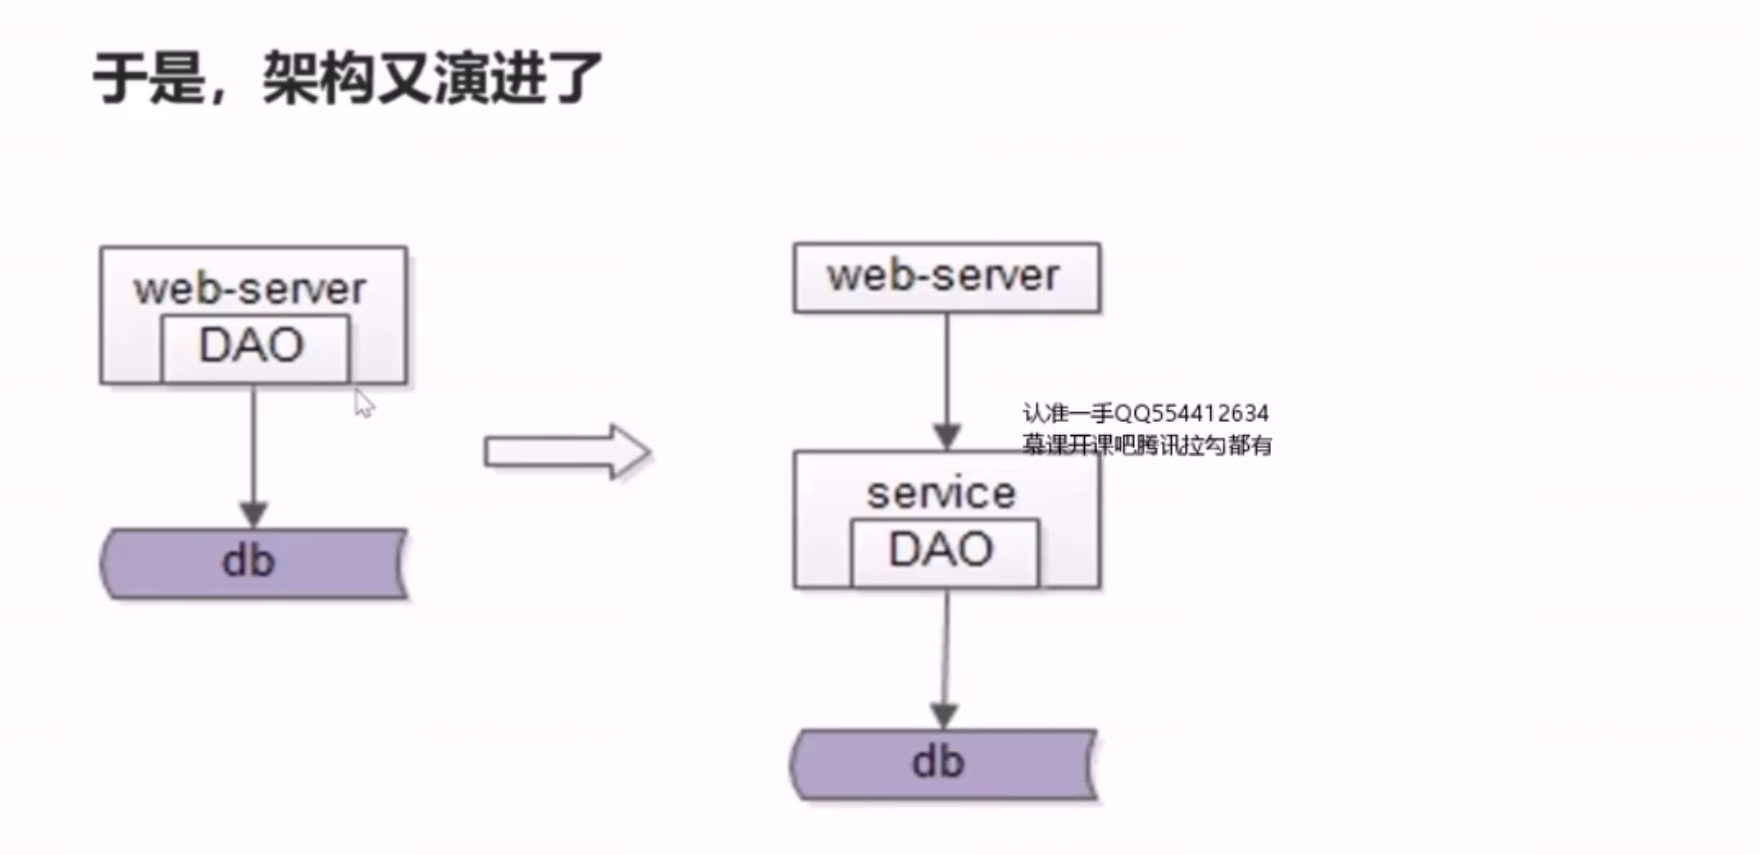 于是，架构又演进了
web-server
DAO
db
web-server
认准一手QQ554412634
慕课开课吧腾讯拉勾都有
service
DAO
db